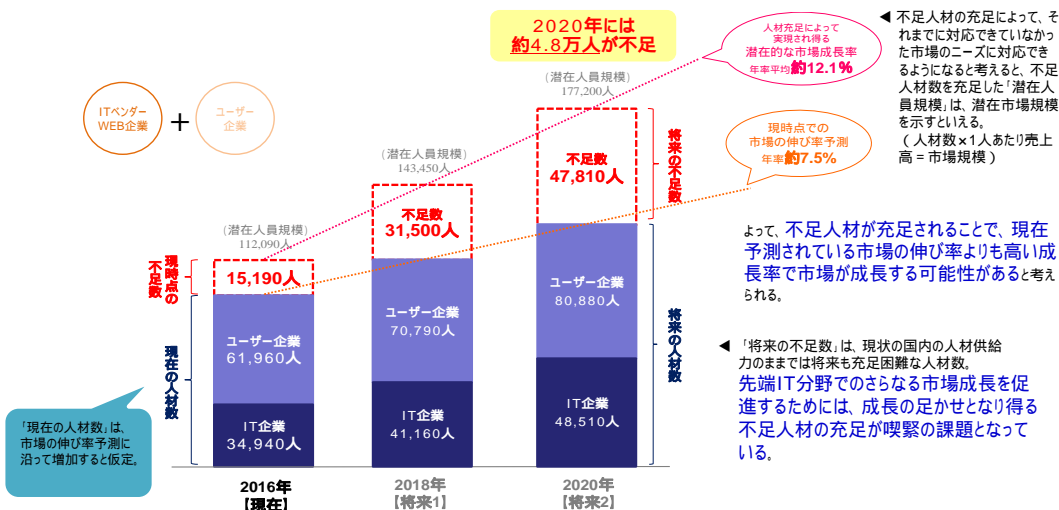 2020年には
約4.8万人が不足
人材充足によって
実現され得る
潜在的な市場成長率
年率平均約12.1%
◀ 不足人材の充足によって、そ
れまでに対応できていなかっ
た市場のニーズに対応でき
るようになると考えると、不足
人材数を充足した「潜在人
員規模」は、潜在市場規模
を示すといえる。
(人材数×1人あたり売上
高=市場規模)
ITベンダー
WEB企業
+
ユーザー
企業
現時点での
市場の伸び率予測
年率約7.5%
(潜在人員規模)
177,200人
不足数
47,810人
将来の不足数
(潜在人員規模)
143,450人
不足数
31,500人
(潜在人員規模)
112,090人
15,190人
現時点の
不足数
よって、不足人材が充足されることで、現在
予測されている市場の伸び率よりも高い成
長率で市場が成長する可能性があると考え
られる。
ユーザー企業
61,960人
ユーザー企業
70,790人
ユーザー企業
80,880人
IT企業
34,940人
IT企業
41,160人
IT企業
48,510人
現在の人材数
将来の人材数
◀ 「将来の不足数」は、現状の国内の人材供給
力のままでは将来も充足困難な人材数。
先端IT分野でのさらなる市場成長を促
進するためには、成長の足かせとなり得る
不足人材の充足が喫緊の課題となって
いる。
「現在の人材数」は、
市場の伸び率予測に
沿って増加すると仮定。
2016年
【現在】
2018年
【将来1】
2020年
【将来2】